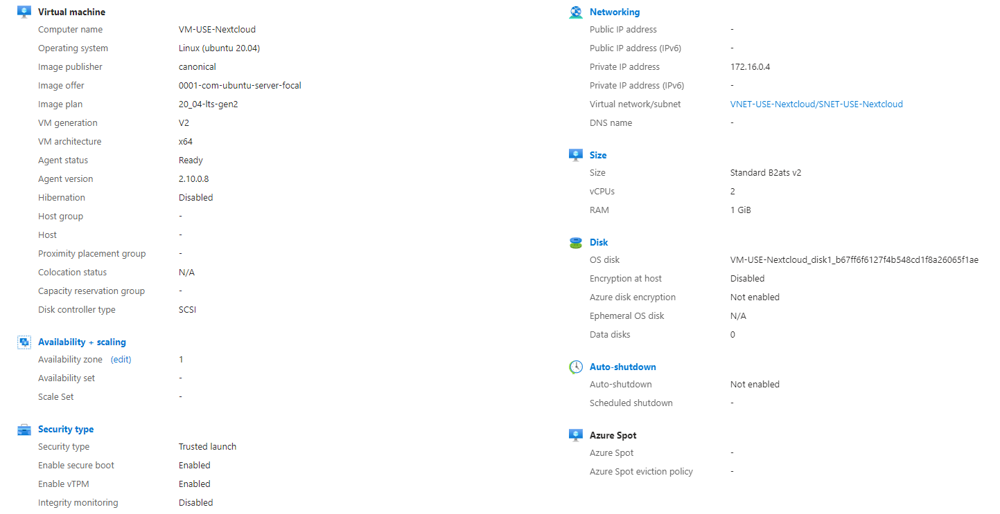 Virtual machine
Computer name VM-USE-Nextcloud
Operating system Linux (ubuntu 20.04)
Image publisher canonical
Image offer 0001-com-ubuntu-server-focal
Image plan 20_04-lts-gen2
VM generation V2
VM architecture x64
Agent status Ready
Agent version 2.10.0.8
Hibernation Disabled
Host group -
Host -
Proximity placement group -
Colocation status N/A
Capacity reservation group -
Disk controller type SCSI
Availability + scaling
Availability zone (edit) 1
Availability set -
Scale Set -
Security type
Security type Trusted launch
Enable secure boot Enabled
Enable vTPM Enabled
Integrity monitoring Disabled
Networking
Public IP address -
Public IP address (IPv6) -
Private IP address 172.16.0.4
Private IP address (IPv6) -
Virtual network/subnet VNET-USE-Nextcloud/SNET-USE-Nextcloud
DNS name -
Size
Size Standard B2ats v2
vCPUs 2
RAM 1 GiB
Disk
OS disk VM-USE-Nextcloud_disk1_b67ff6f6127f4b548cd1f8a26065f1ae
Encryption at host Disabled
Azure disk encryption Not enabled
Ephemeral OS disk N/A
Data disks 0
Auto-shutdown
Auto-shutdown Not enabled
Scheduled shutdown -
Azure Spot
Azure Spot -
Azure Spot eviction policy -